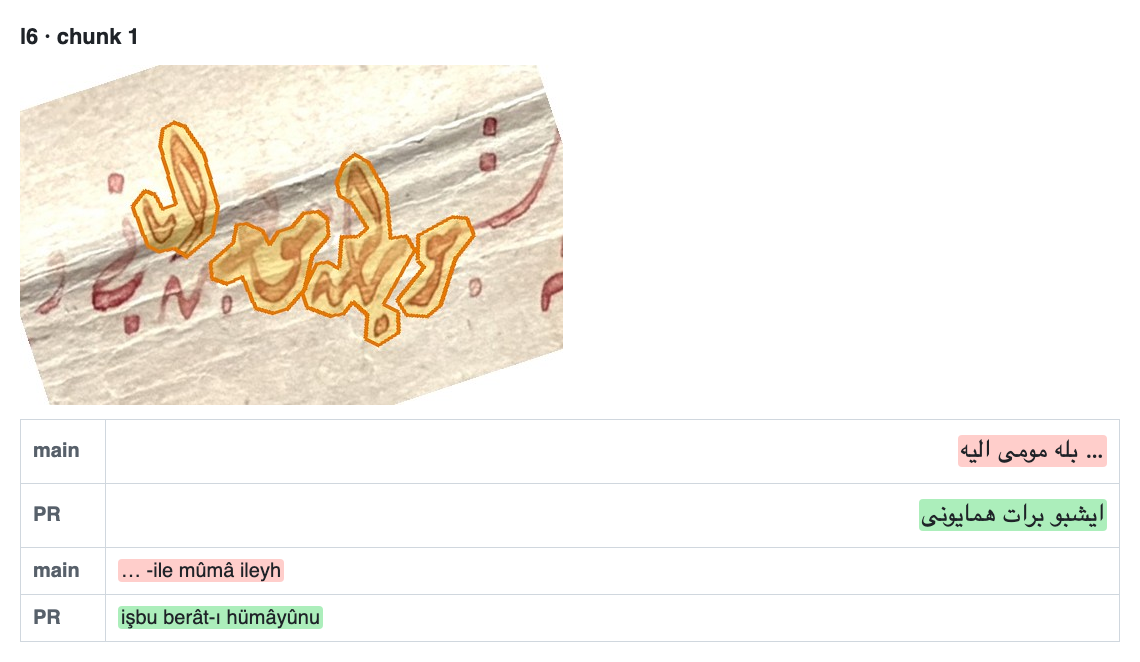 l6 · chunk 1
main
... بله مومی الیه
PR
ایشبو برات همایونی
main
… -ile mûmâ ileyh
PR
işbu berât-ı hümâyûnu